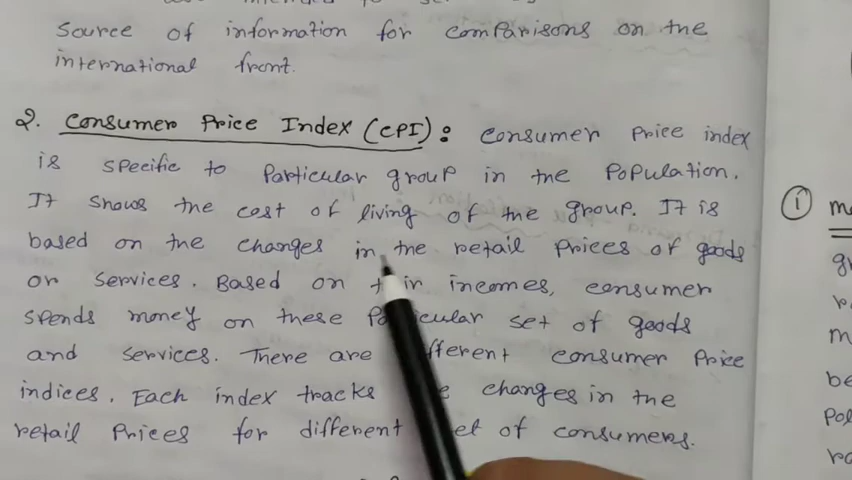 Source of information for comparisons on the
international front.
2. Consumer Price Index (CPI): Consumer Price index
is specific to Particular group in the Population.
It shows the cost of living of the group. It is
based on the changes in the retail prices of goods
or services. Based on incomes, consumer
spends money on these set of goods
and services. There are consumer Price
indices. Each index tracks changes in the
retail Prices for different of consumers.
①